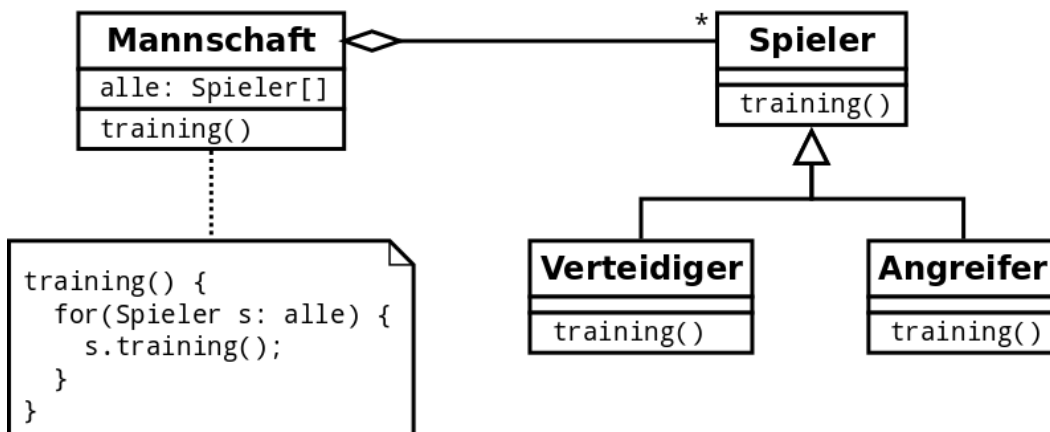 Mannschaft
alle: Spieler[]
training()
*
Spieler
training()
Verteidiger
training()
Angreifer
training()
training() {
for(Spieler s: alle) {
s.training();
}
}